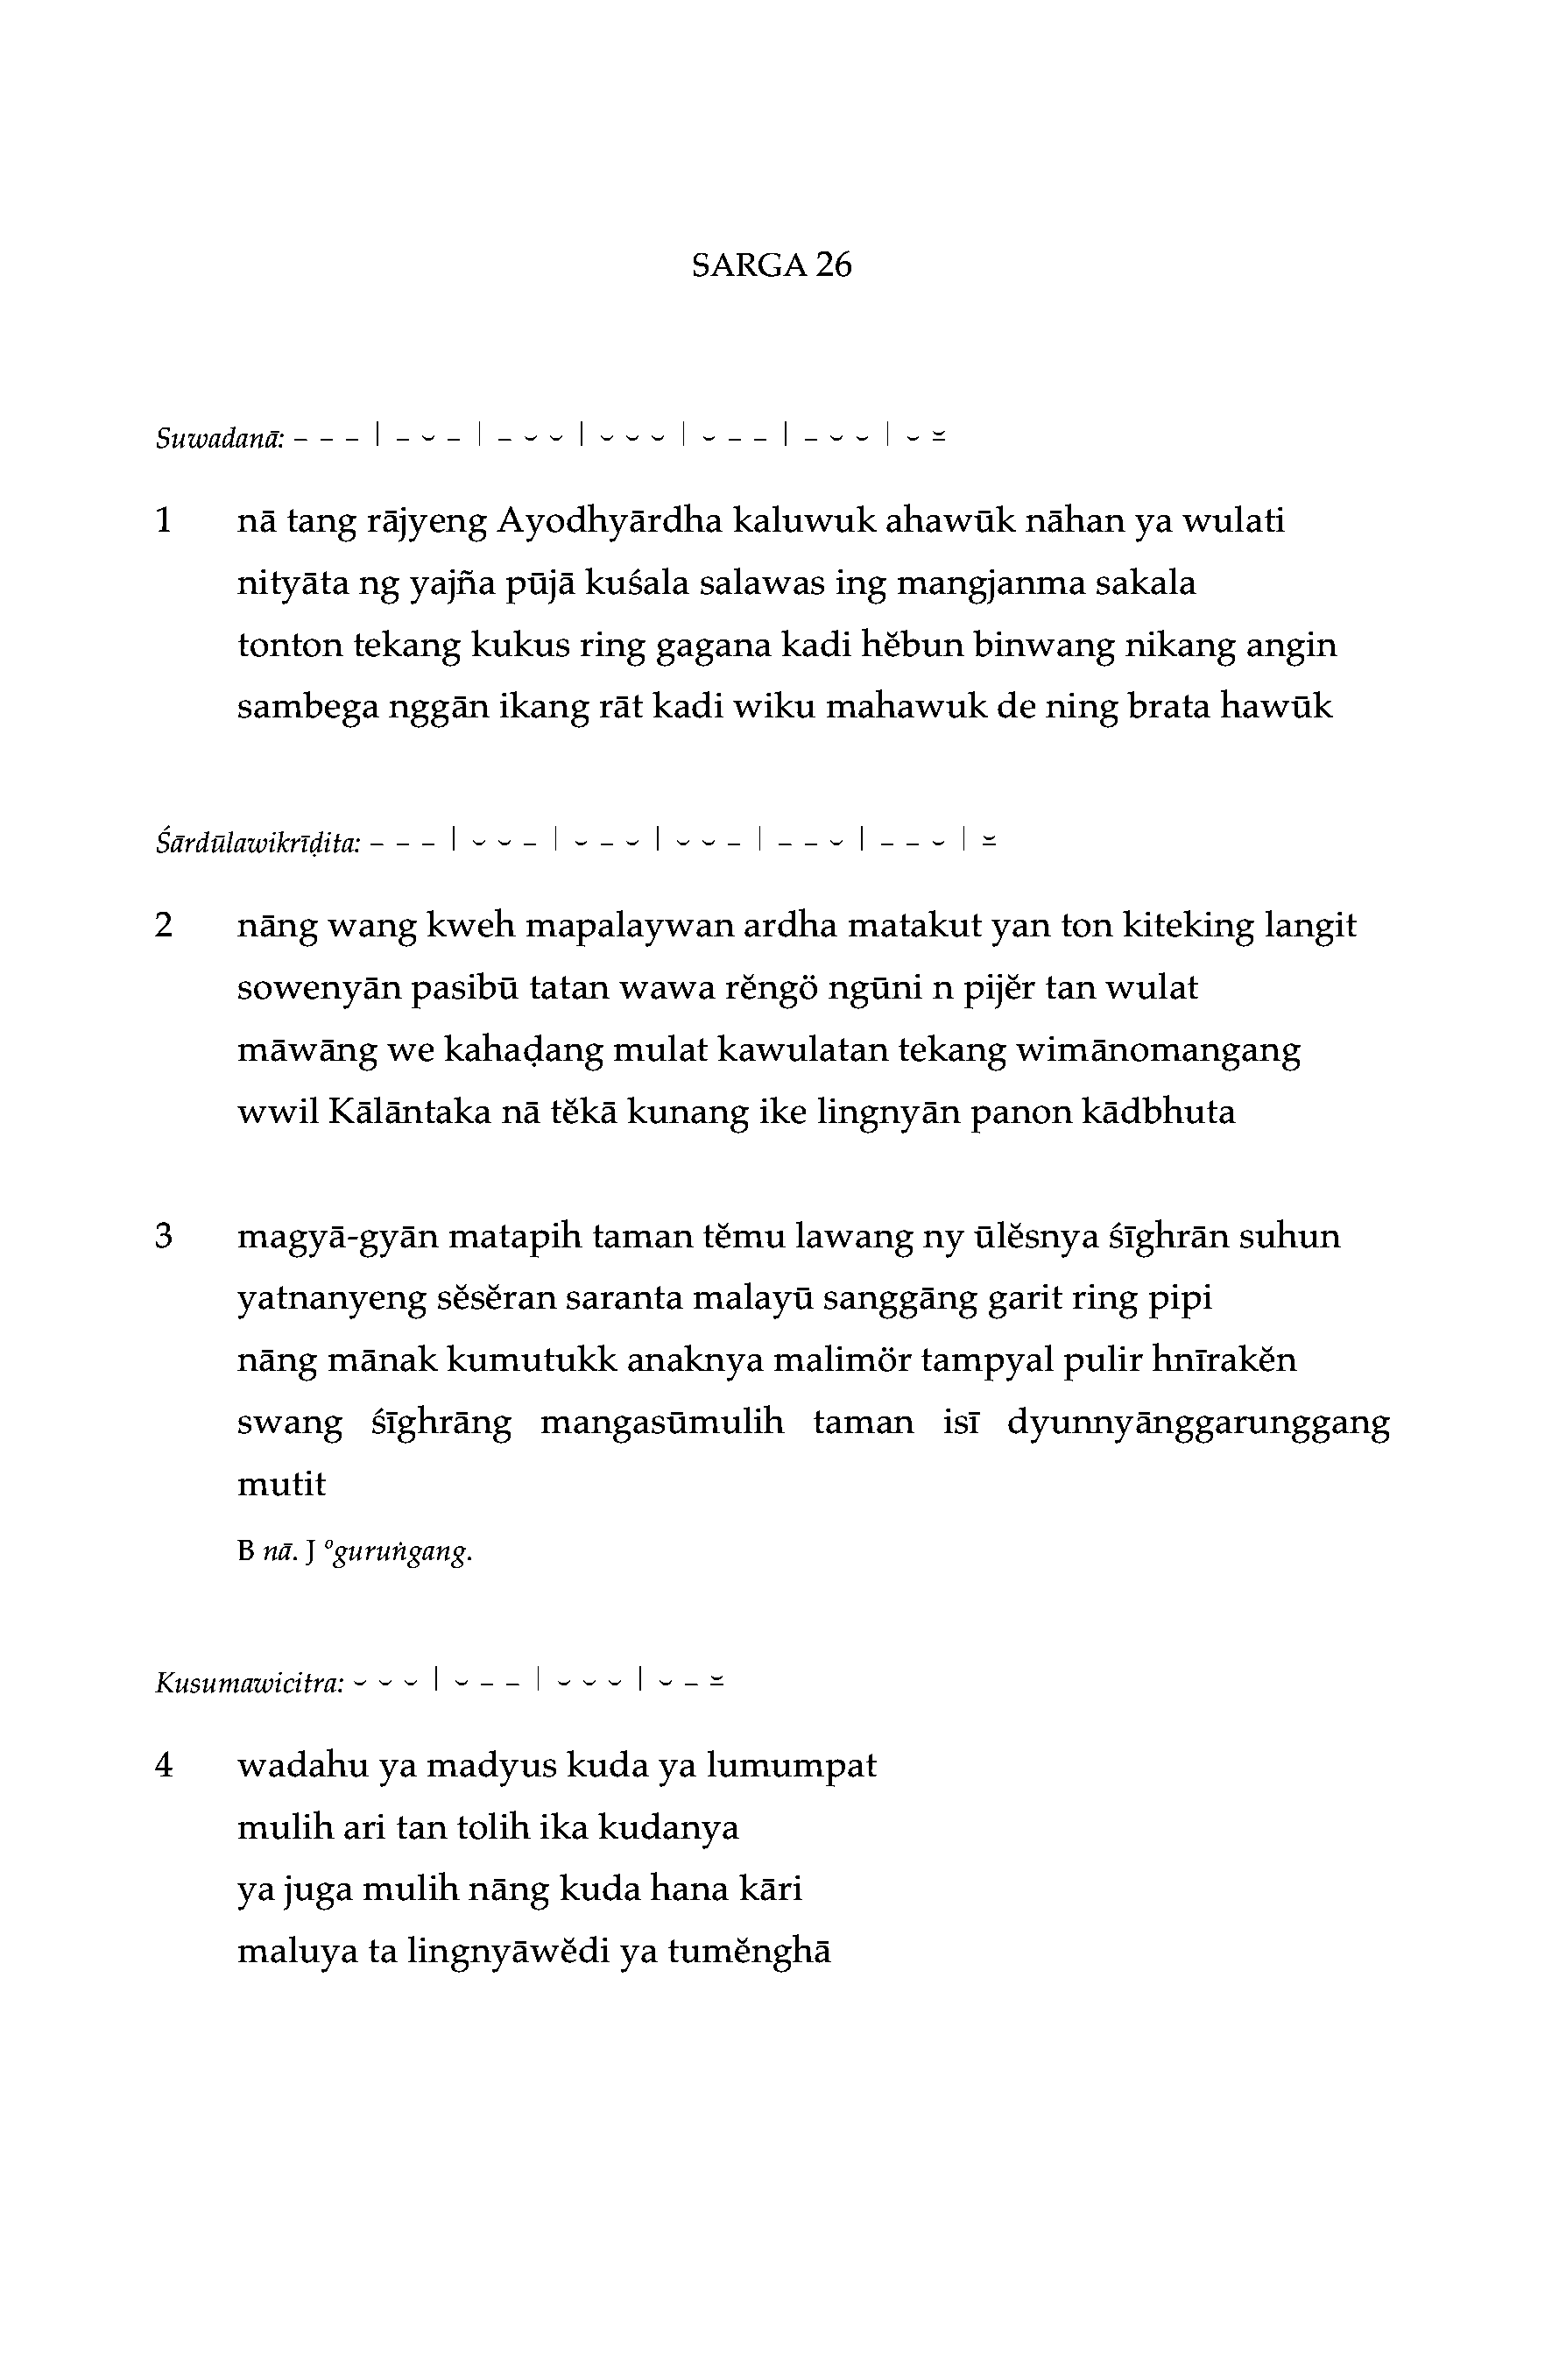 SARGA 26
Suwadanā: – – – | – ⏑ – | – ⏑ ⏑ | ⏑ ⏑ ⏑ | ⏑ – – | – ⏑ ⏑ | ⏑ ⏓
1 nā tang rājyeng Ayodhyārdha kaluwuk ahawūk nāhan ya wulati
nityāta ng yajña pūjā kuśala salawas ing mangjanma sakala
tonton tekang kukus ring gagana kadi hĕbun binwang nikang angin
sambega nggān ikang rāt kadi wiku mahawuk de ning brata hawūk
Śārdūlawikrīḍita: – – – | ⏑ ⏑ – | ⏑ – ⏑ | ⏑ ⏑ – | – – ⏑ | – – ⏑ | ⏓
2 nāng wang kweh mapalaywan ardha matakut yan ton kiteking langit
sowenyān pasibū tatan wawa rĕngö ngūni n pijĕr tan wulat
māwāng we kahaḍang mulat kawulatan tekang wimānomangang
wwil Kālāntaka nā tĕkā kunang ike lingnyān panon kādbhuta
3 magyā-gyān matapih taman tĕmu lawang ny ūlĕsnya śīghrān suhun
yatnanyeng sĕsĕran saranta malayū sanggāng garit ring pipi
nāng mānak kumutukk anaknya malimör tampyal pulir hnīrakĕn
swang śīghrāng mangasūmulih taman isī dyunnyānggarunggang
mutit
B nā. J °guruṅgang.
Kusumawicitra: ⏑ ⏑ ⏑ | ⏑ – – | ⏑ ⏑ ⏑ | ⏑ – ⏓
4 wadahu ya madyus kuda ya lumumpat
mulih ari tan tolih ika kudanya
ya juga mulih nāng kuda hana kāri
maluya ta lingnyāwĕdi ya tumĕnghā